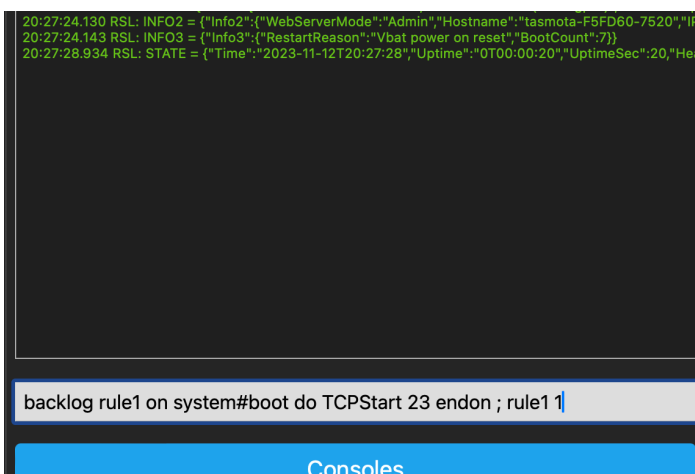 20:27:24.130 RSL: INFO2 = {"Info2":{"WebServerMode":"Admin","Hostname":"tasmota-F5FD60-7520","IP
20:27:24.143 RSL: INFO3 = {"Info3":{"RestartReason":"Vbat power on reset","BootCount":7}}
20:27:28.934 RSL: STATE = {"Time":"2023-11-12T20:27:28","Uptime":"0T00:00:20","UptimeSec":20,"Hea
backlog rule1 on system#boot do TCPStart 23 endon ; rule1 1
Consoles